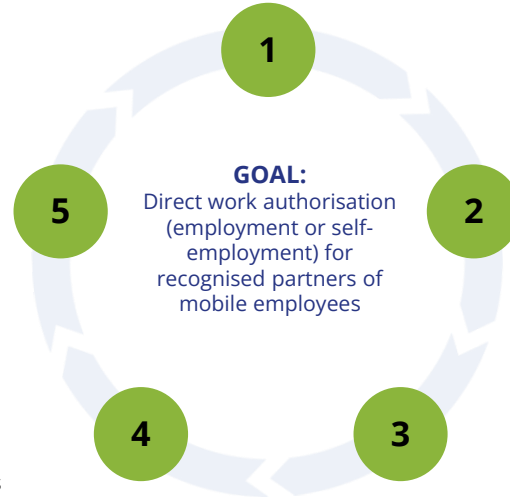 1
GOAL:
Direct work authorisation
(employment or self-
employment) for
recognised partners of
mobile employees
5
2
4
3
s